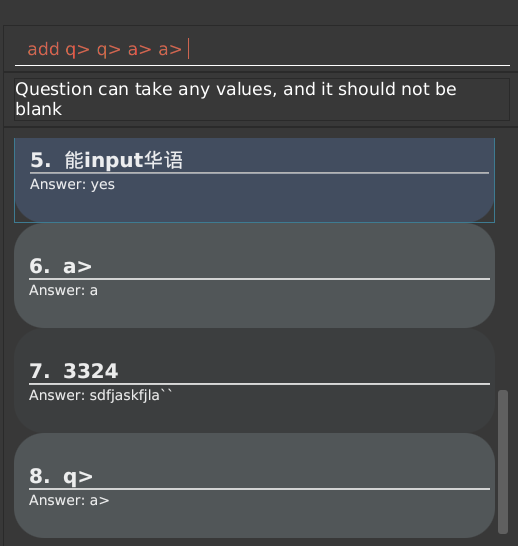 add q> q> a> a>
Question can take any values, and it should not be
blank
5. 能input华语
Answer: yes
6. a>
Answer: a
7. 3324
Answer: sdfjaskfjla``
8. q>
Answer: a>